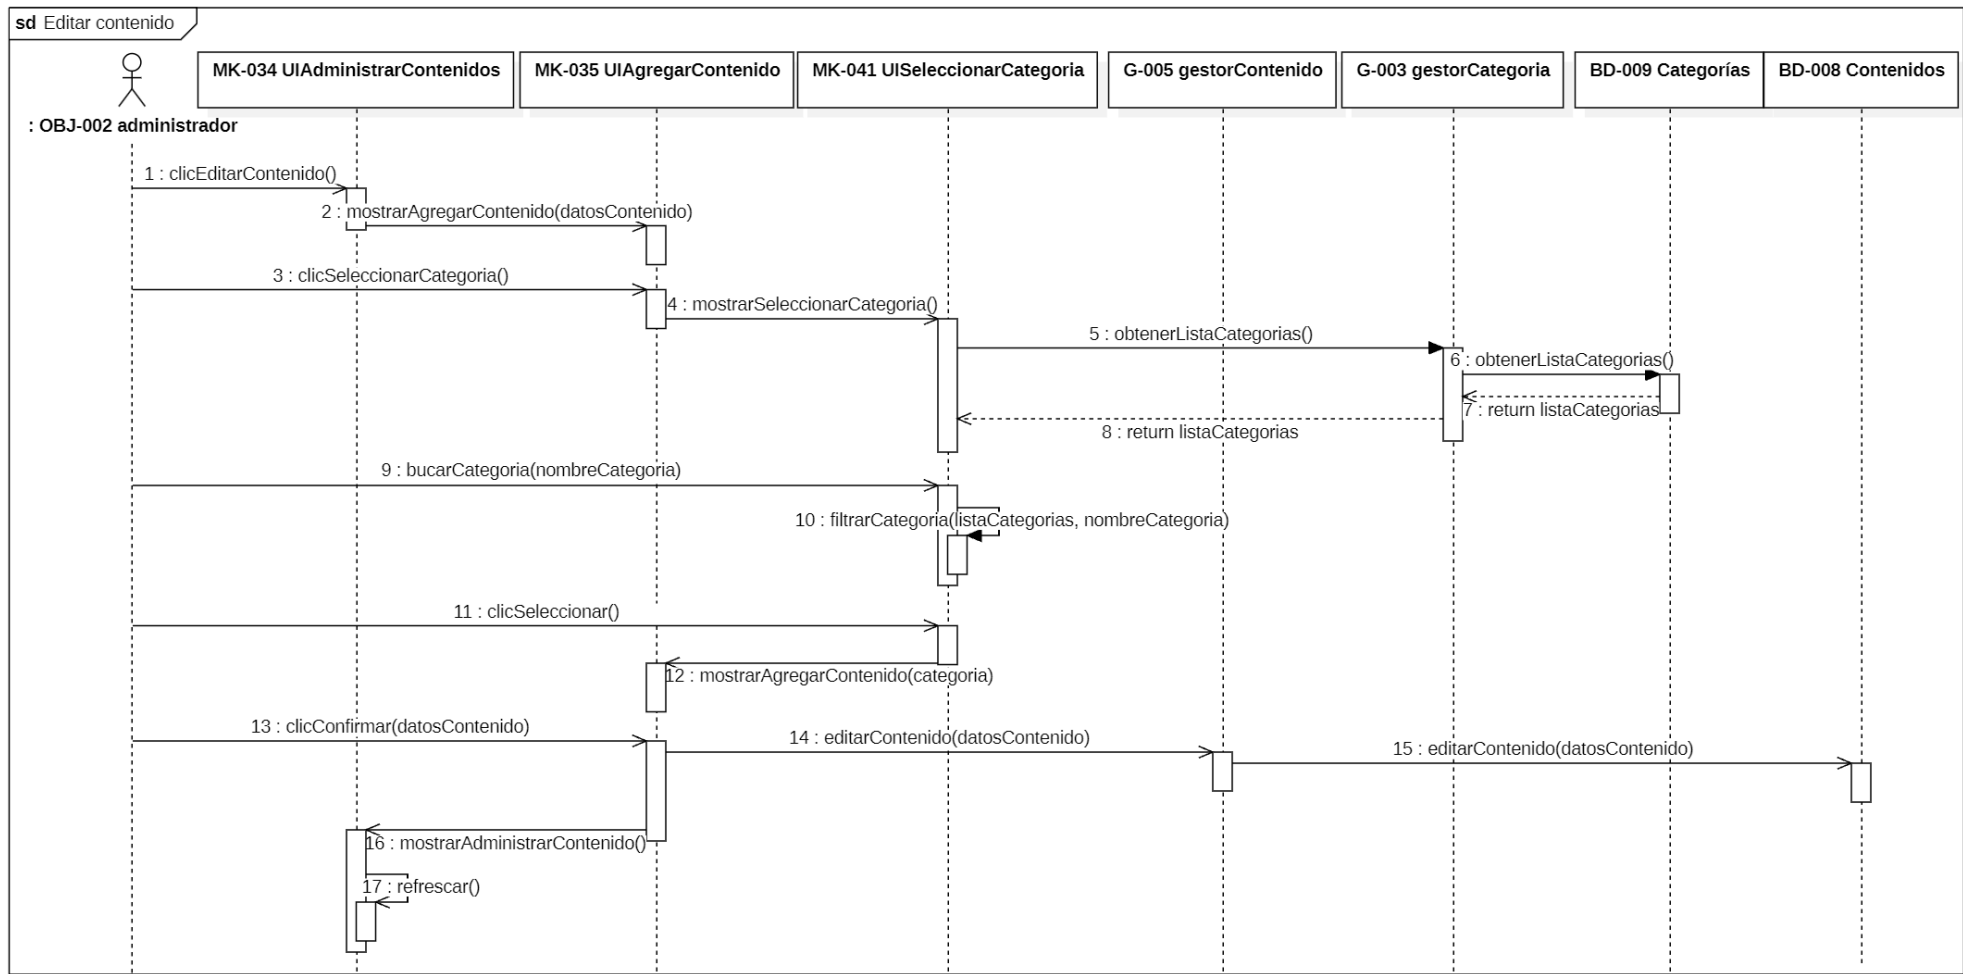 sd Editar contenido
MK-034 UIAdministrarContenidos
MK-035 UIAgregarContenido
MK-041 UISeleccionarCategoria
G-005 gestorContenido
G-003 gestorCategoria
BD-009 Categorías
BD-008 Contenidos
: OBJ-002 administrador
1 : clicEditarContenido()
2 : mostrarAgregarContenido(datosContenido)
3 : clicSeleccionarCategoria()
4 : mostrarSeleccionarCategoria()
5 : obtenerListaCategorias()
6 : obtenerListaCategorias()
7 : return listaCategorias
8 : return listaCategorias
9 : bucarCategoria(nombreCategoria)
10 : filtrarCategoria(listaCategorias, nombreCategoria)
11 : clicSeleccionar()
12 : mostrarAgregarContenido(categoria)
13 : clicConfirmar(datosContenido)
14 : editarContenido(datosContenido)
15 : editarContenido(datosContenido)
16 : mostrarAdministrarContenido()
17 : refrescar()